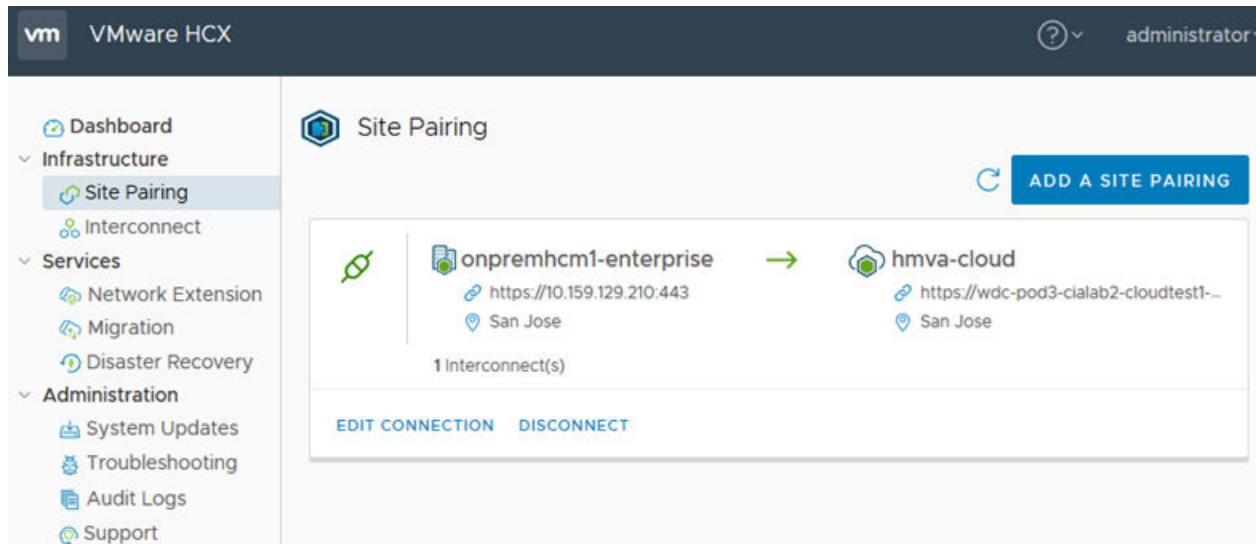 vm VMware HCX
administrator
Dashboard
Infrastructure
Site Pairing
Interconnect
Services
Network Extension
Migration
Disaster Recovery
Administration
System Updates
Troubleshooting
Audit Logs
Support
Site Pairing
ADD A SITE PAIRING
onpremhcm1-enterprise
https://10.159.129.210:443
San Jose
1 Interconnect(s)
hmva-cloud
https://wdc-pod3-cialab2-cloudtest1-...
San Jose
EDIT CONNECTION DISCONNECT